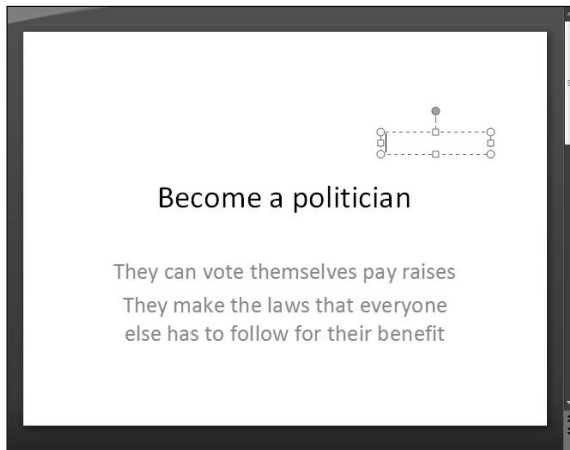 Become a politician
They can vote themselves pay raises
They make the laws that everyone
else has to follow for their benefit